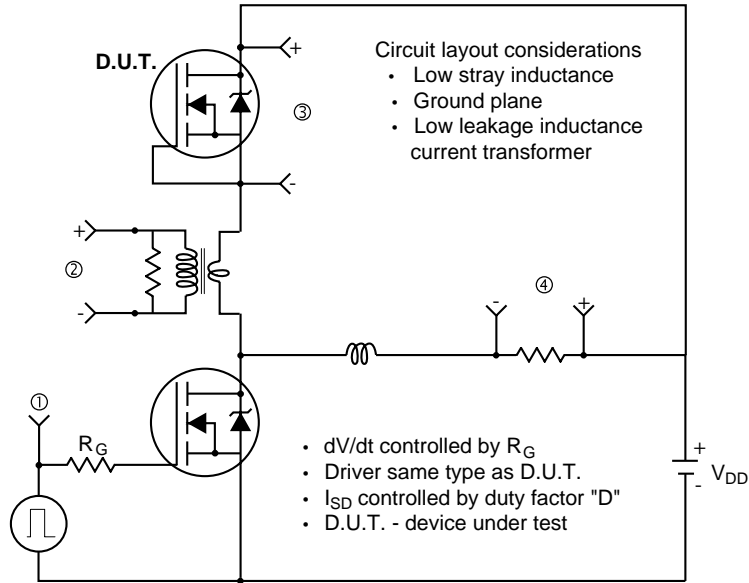 D.U.T.
+
Circuit layout considerations
• Low stray inductance
③
• Ground plane
• Low leakage inductance
current transformer
-
+
②
-
④
-
+
①
R_G
• dV/dt controlled by R_G
• Driver same type as D.U.T.
• I_SD controlled by duty factor "D"
• D.U.T. - device under test
+
V_DD
-